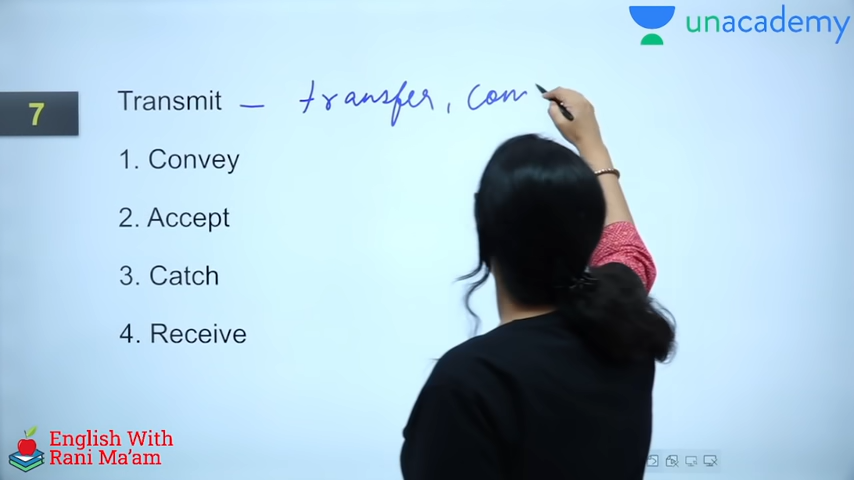 unacademy
7
Transmit – transfer, con
1. Convey
2. Accept
3. Catch
4. Receive
English With
Rani Ma'am